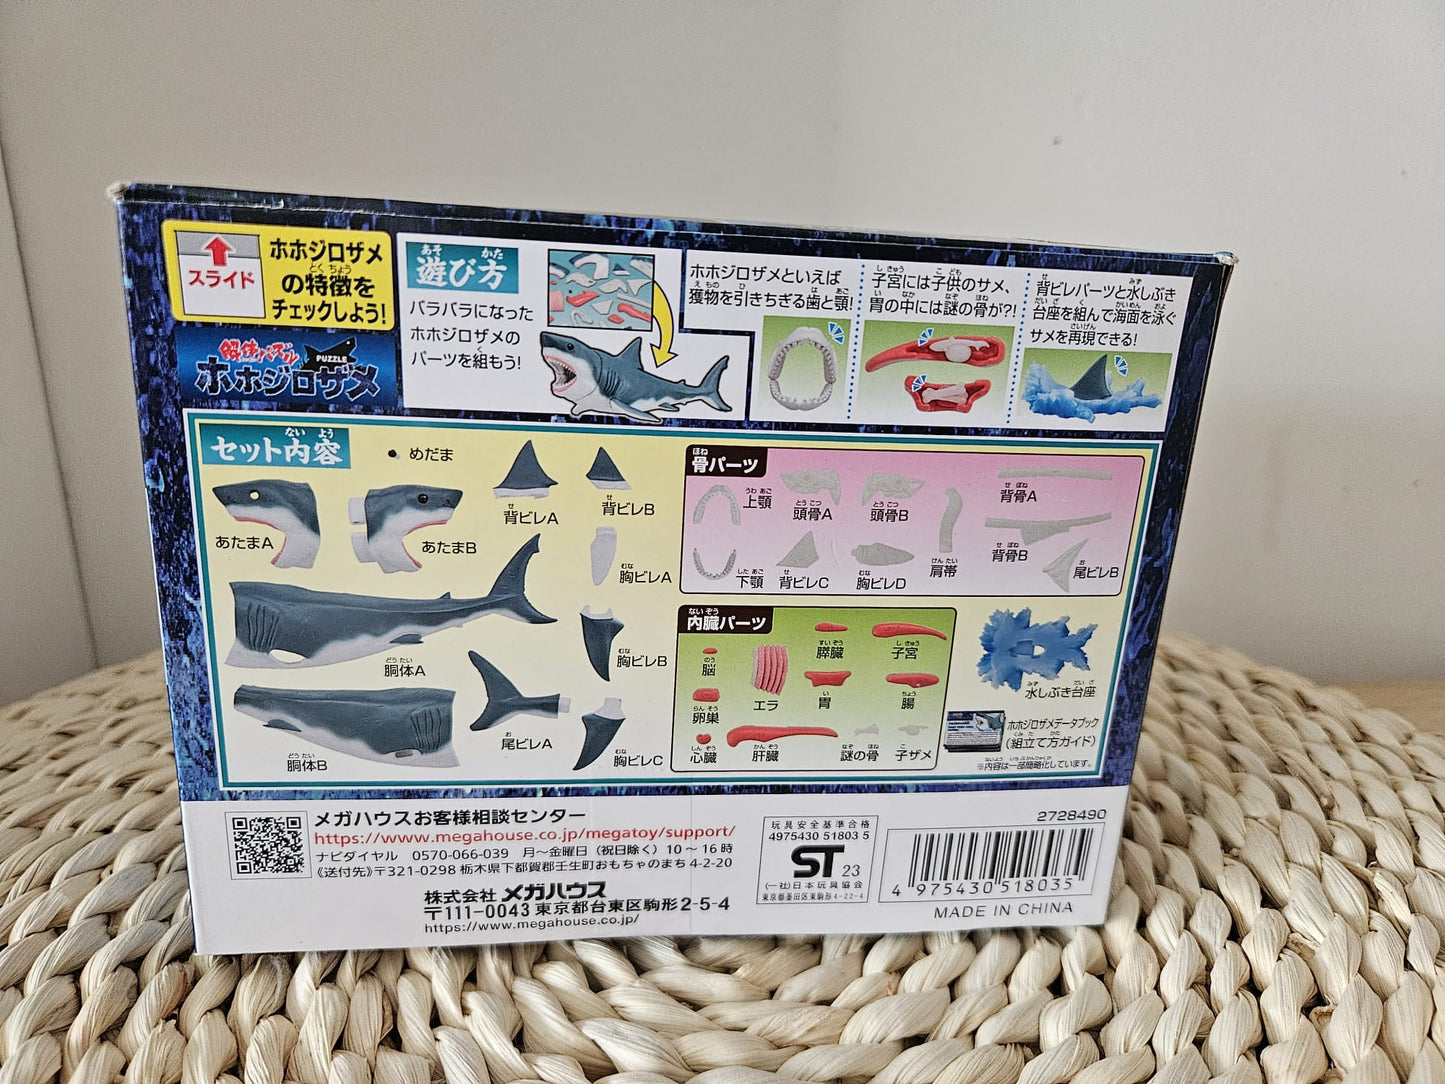 スライド
ホホジロザメ
の特徴を
チェックしよう!
解体パズル
PUZZLE
ホホジロザメ
遊び方
バラバラになった
ホホジロザメの
パーツを組もう!
ホホジロザメといえば
獲物を引きちぎる歯と顎!
子宮には子供のサメ、
胃の中には謎の骨が?!
背ビレパーツと水しぶき
台座を組んで海面を泳ぐ
サメを再現できる!
セット内容
めだま
あたまA
あたまB
背ビレA
背ビレB
胸ビレA
胴体A
胸ビレB
胴体B
尾ビレA
胸ビレC
骨パーツ
上顎
頭骨A
頭骨B
背骨A
下顎
背ビレC
胸ビレD
肩帯
背骨B
尾ビレB
内臓パーツ
脳
エラ
膵臓
子宮
卵巣
胃
腸
心臓
肝臓
謎の骨
子ザメ
水しぶき台座
ホホジロザメデータブック
(組立て方ガイド)
※内容は一部簡略化しています。
メガハウスお客様相談センター
https://www.megahouse.co.jp/megatoy/support/
ナビダイヤル 0570-066-039 月〜金曜日(祝日除く)10〜16時
《送付先》〒321-0298 栃木県下都賀郡壬生町おもちゃのまち4-2-20
株式会社 メガハウス
〒111-0043 東京都台東区駒形2-5-4
https://www.megahouse.co.jp/
玩具安全基準合格
4975430 51803 5
ST 23
(一社)日本玩具協会
東京都墨田区東駒形4-22-4
2728490
4 975430 518035
MADE IN CHINA